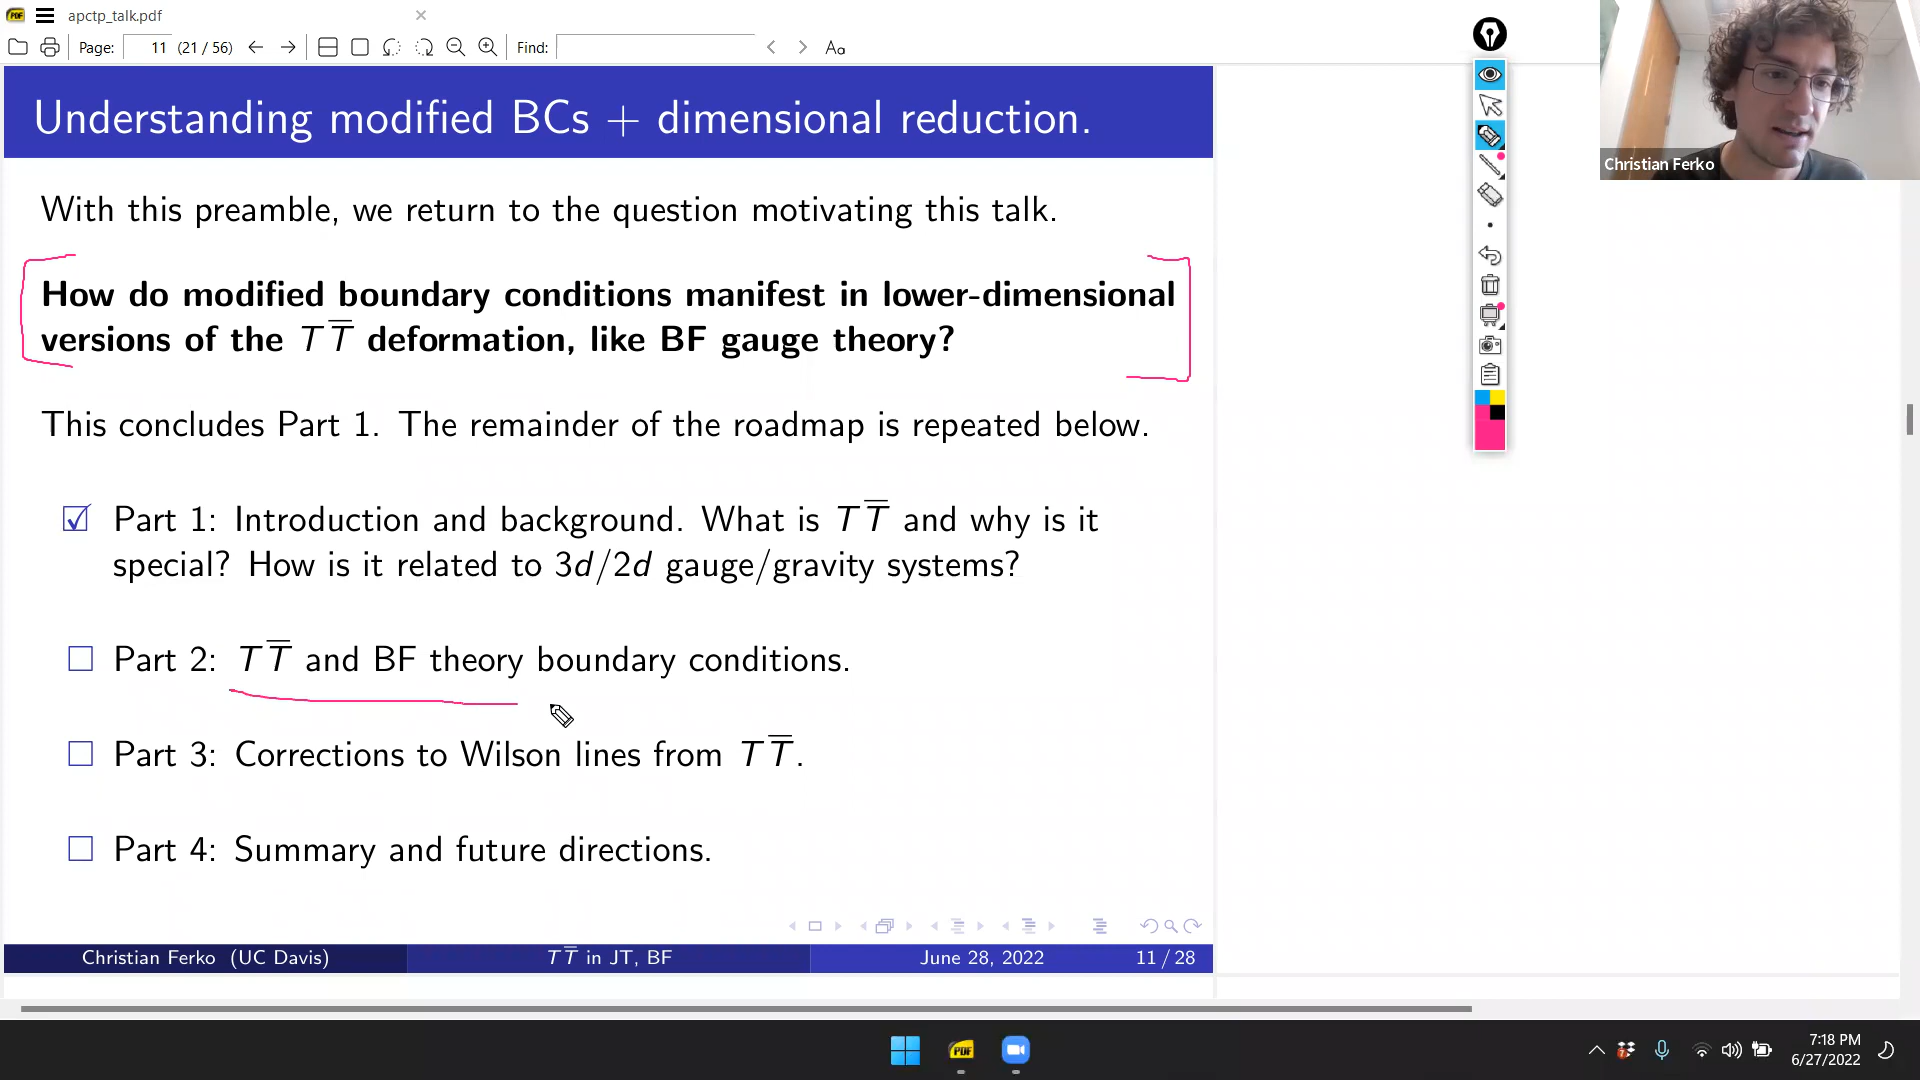 apctp_talk.pdf
Page: 11 (21 / 56) Find: Aa
Understanding modified BCs + dimensional reduction.
With this preamble, we return to the question motivating this talk.
How do modified boundary conditions manifest in lower-dimensional
versions of the T T̅ deformation, like BF gauge theory?
This concludes Part 1. The remainder of the roadmap is repeated below.
Part 1: Introduction and background. What is T T̅ and why is it
special? How is it related to 3d/2d gauge/gravity systems?
Part 2: T T̅ and BF theory boundary conditions.
Part 3: Corrections to Wilson lines from T T̅.
Part 4: Summary and future directions.
Christian Ferko (UC Davis) T T̅ in JT, BF June 28, 2022 11 / 28
Christian Ferko
PDF
7:18 PM
6/27/2022